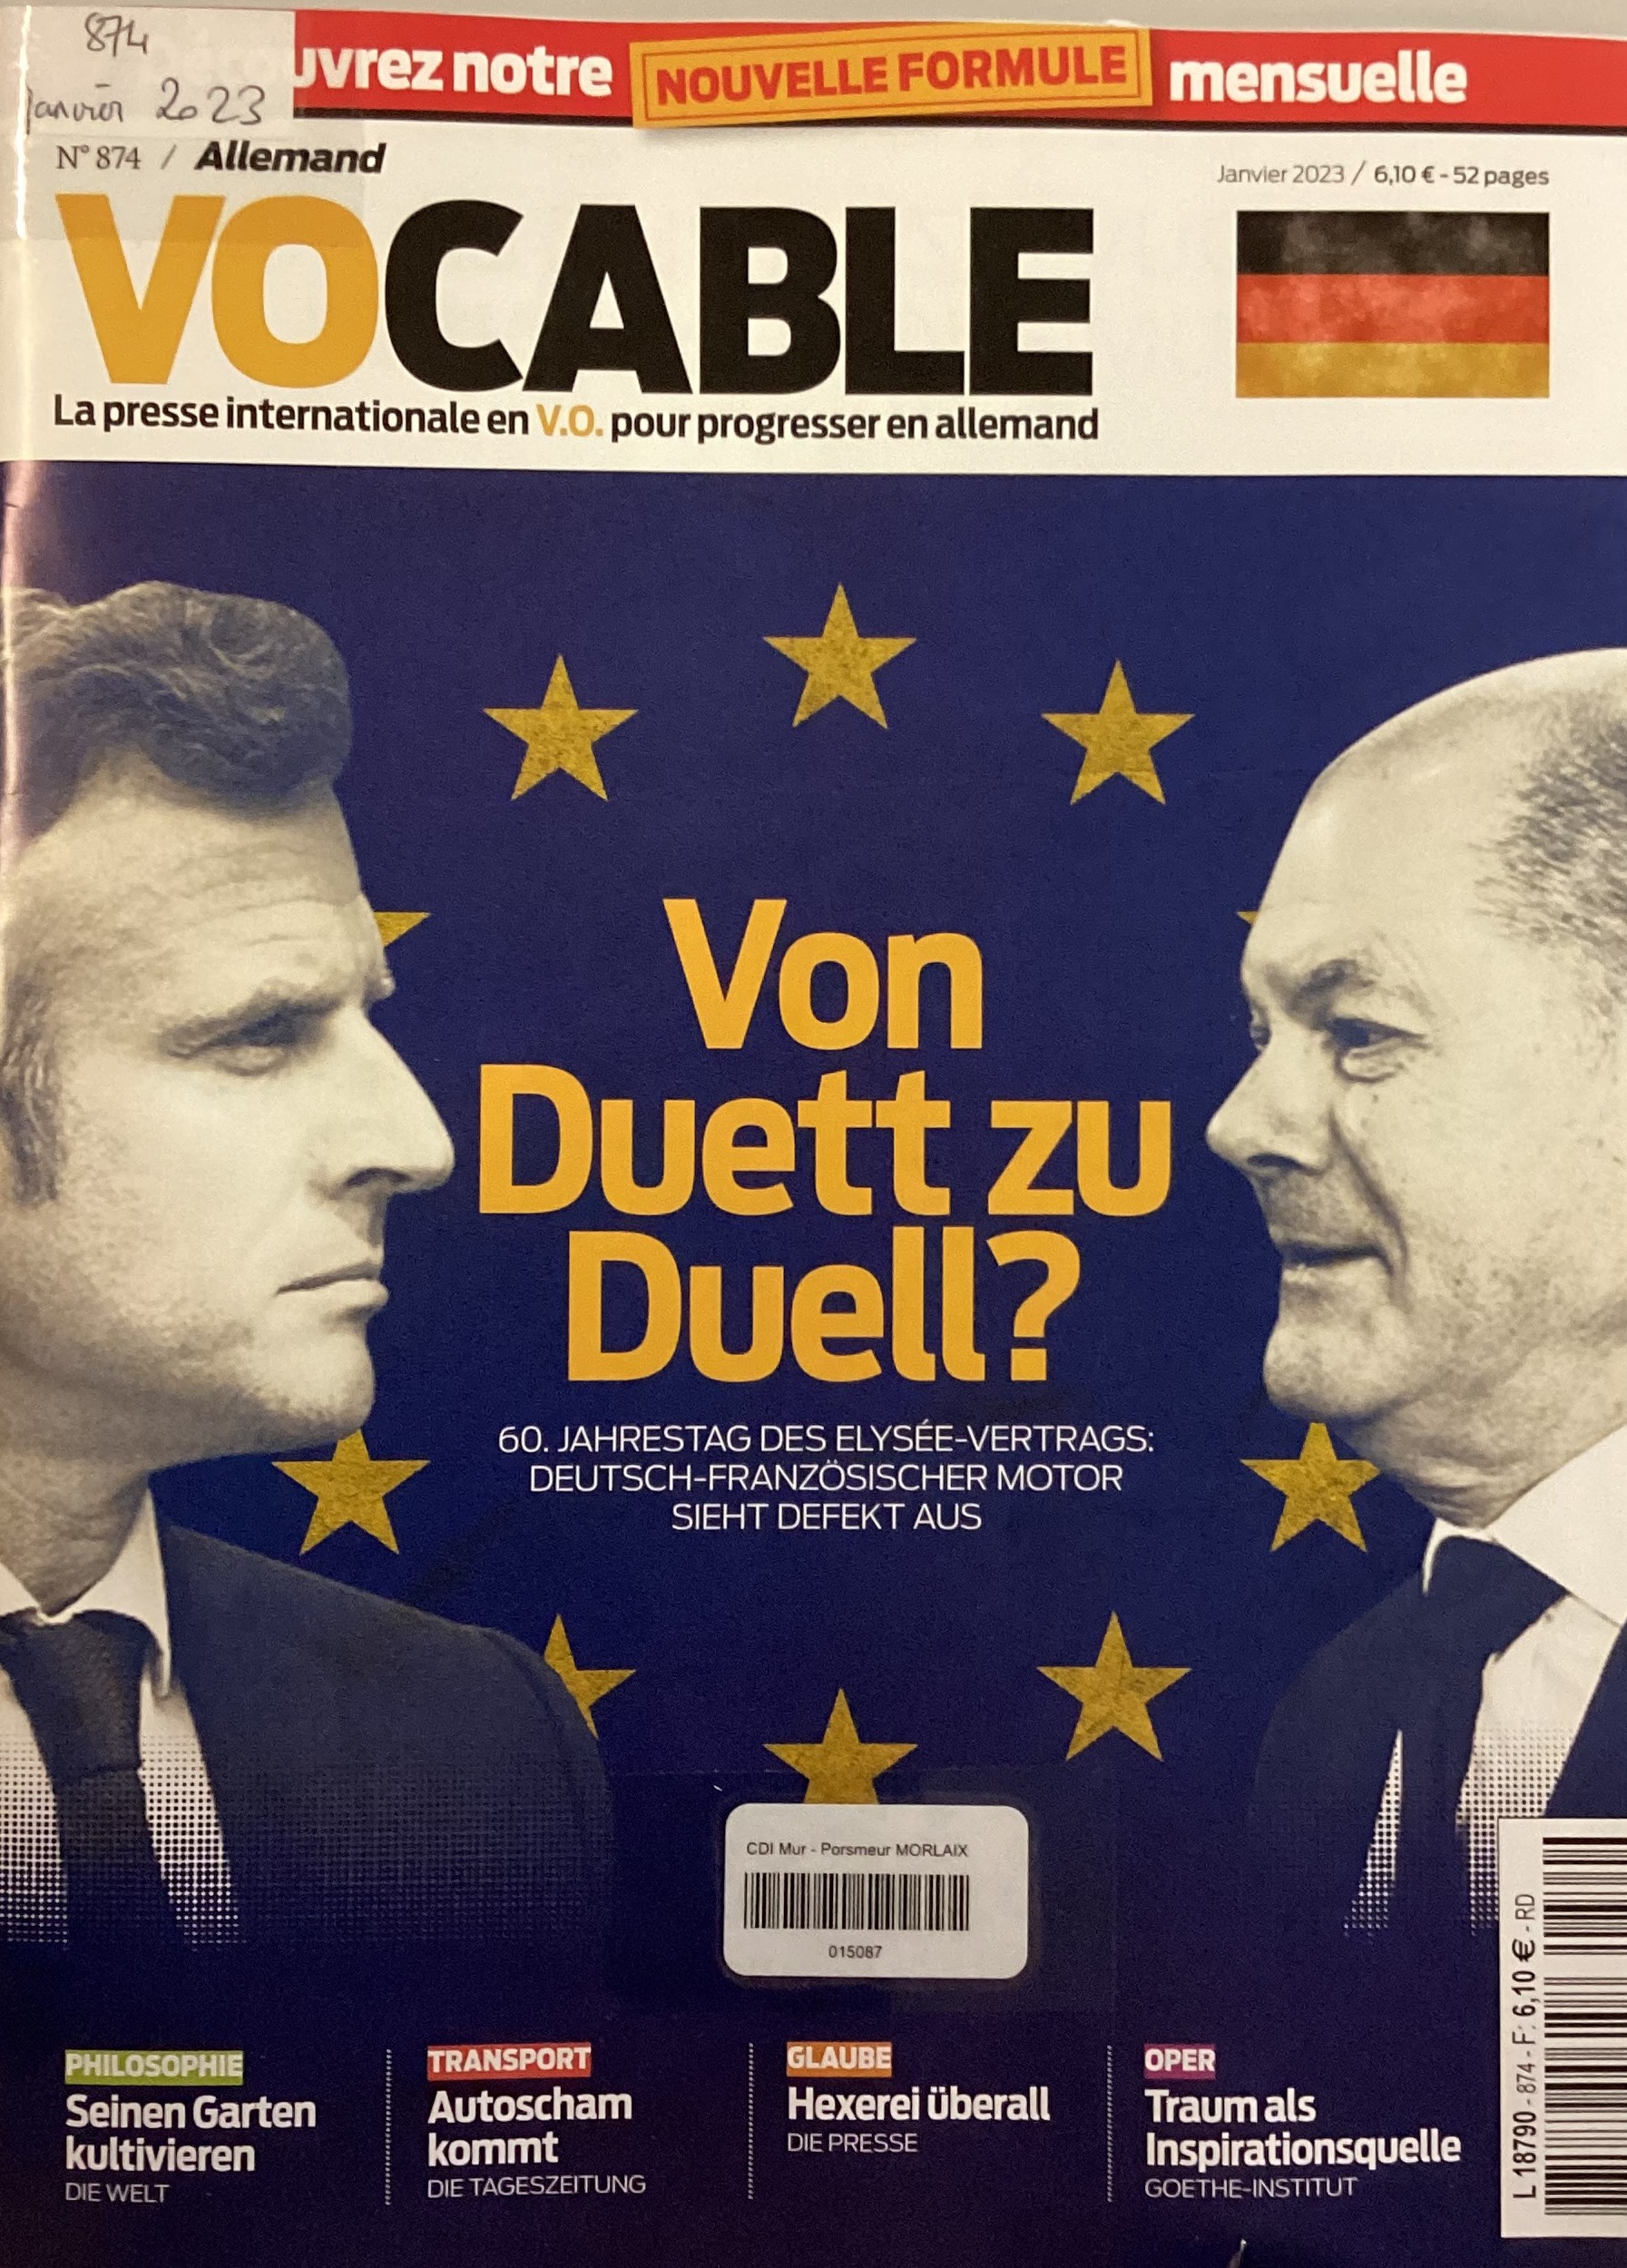 874
Janvier 2023
uvrez notre NOUVELLE FORMULE mensuelle
N° 874 / Allemand
Janvier 2023 / 6,10 € - 52 pages
VOCABLE
La presse internationale en V.O. pour progresser en allemand
Von
Duett zu
Duell?
60. JAHRESTAG DES ELYSÉE-VERTRAGS:
DEUTSCH-FRANZÖSISCHER MOTOR
SIEHT DEFEKT AUS
CDI Mur - Porsmeur MORLAIX
015087
PHILOSOPHIE
Seinen Garten
kultivieren
DIE WELT
TRANSPORT
Autoscham
kommt
DIE TAGESZEITUNG
GLAUBE
Hexerei überall
DIE PRESSE
OPER
Traum als
Inspirationsquelle
GOETHE-INSTITUT
L 18790 - 874 - F: 6,10 € - RD